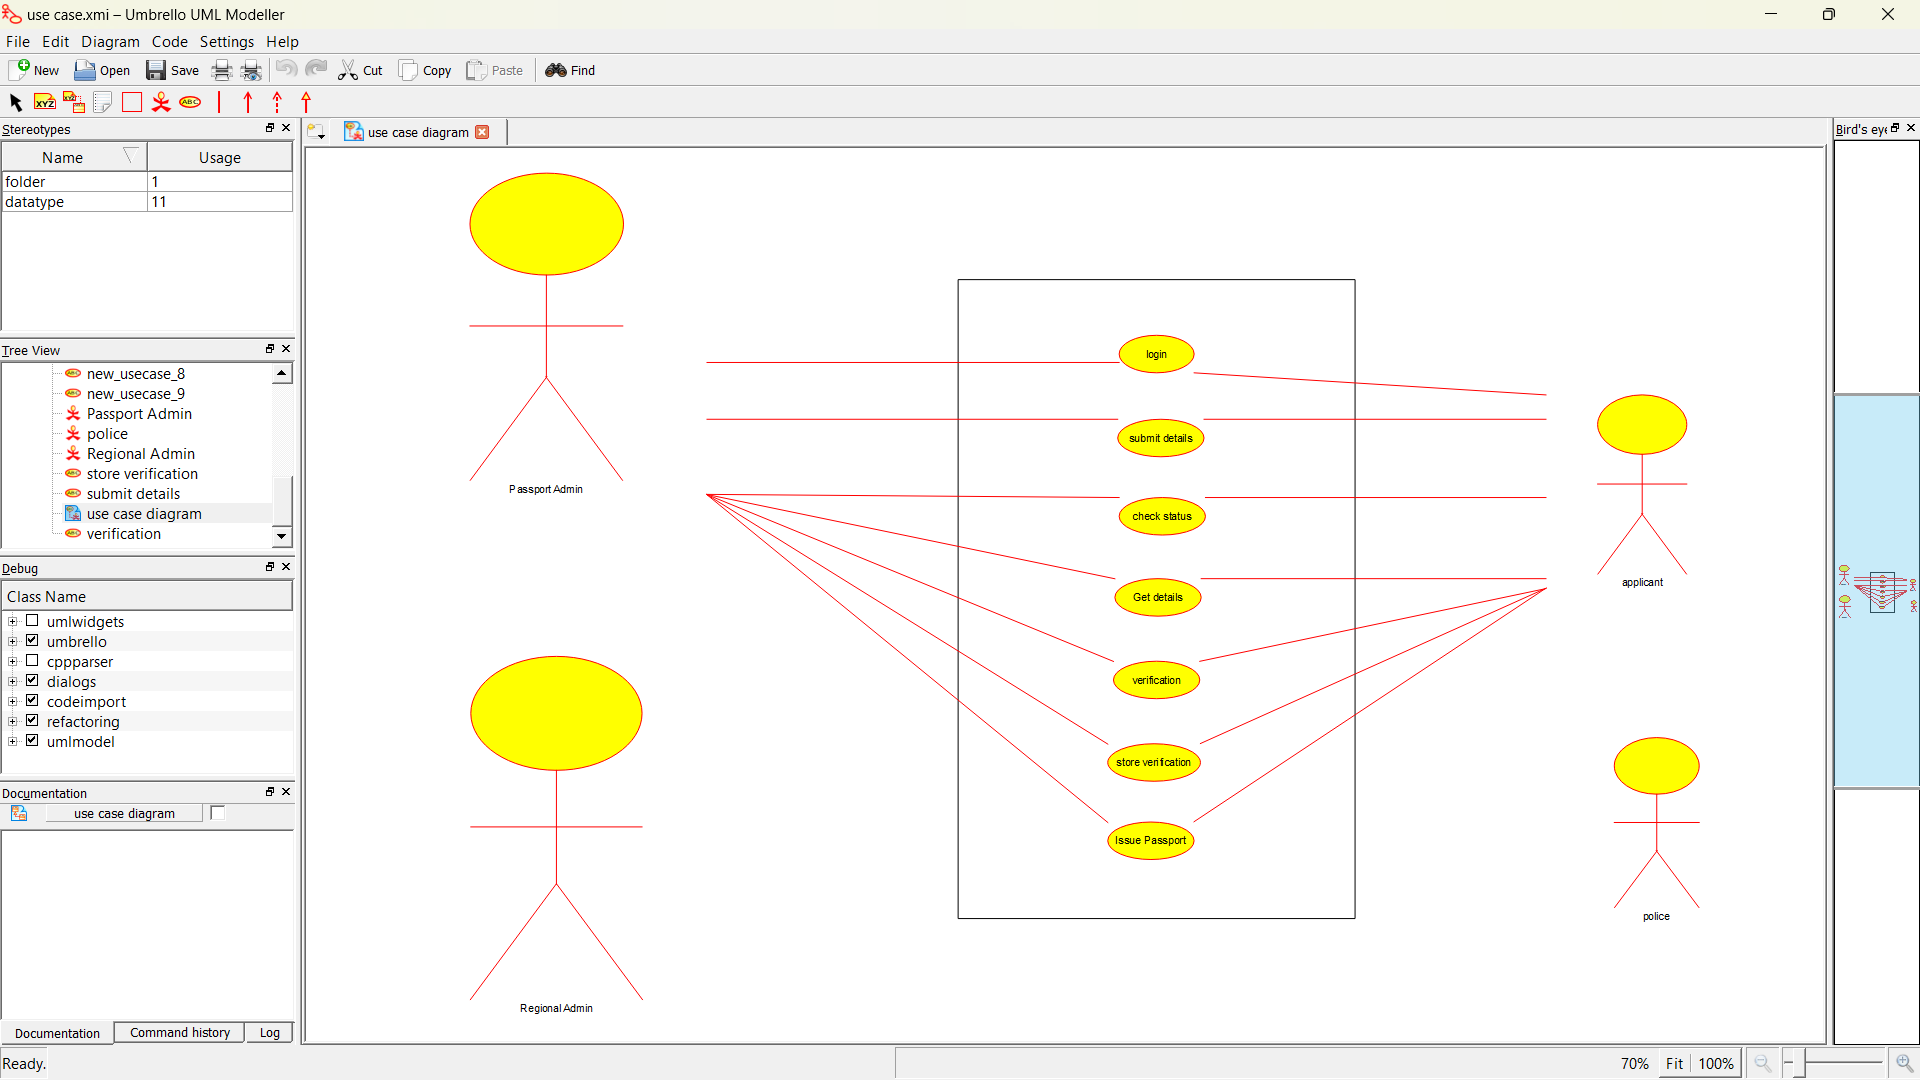 use case.xmi – Umbrello UML Modeller
File Edit Diagram Code Settings Help
New Open Save Cut Copy Paste Find
XYZ XYZ ABC
Stereotypes
Name Usage
folder 1
datatype 11
Tree View
new_usecase_8
new_usecase_9
Passport Admin
police
Regional Admin
store verification
submit details
use case diagram
verification
Debug
Class Name
umlwidgets
umbrello
cppparser
dialogs
codeimport
refactoring
umlmodel
Documentation
use case diagram
Documentation Command history Log
Ready.
use case diagram
Passport Admin
Regional Admin
login
submit details
check status
Get details
verification
store verification
Issue Passport
applicant
police
Bird's eye
70% Fit 100%